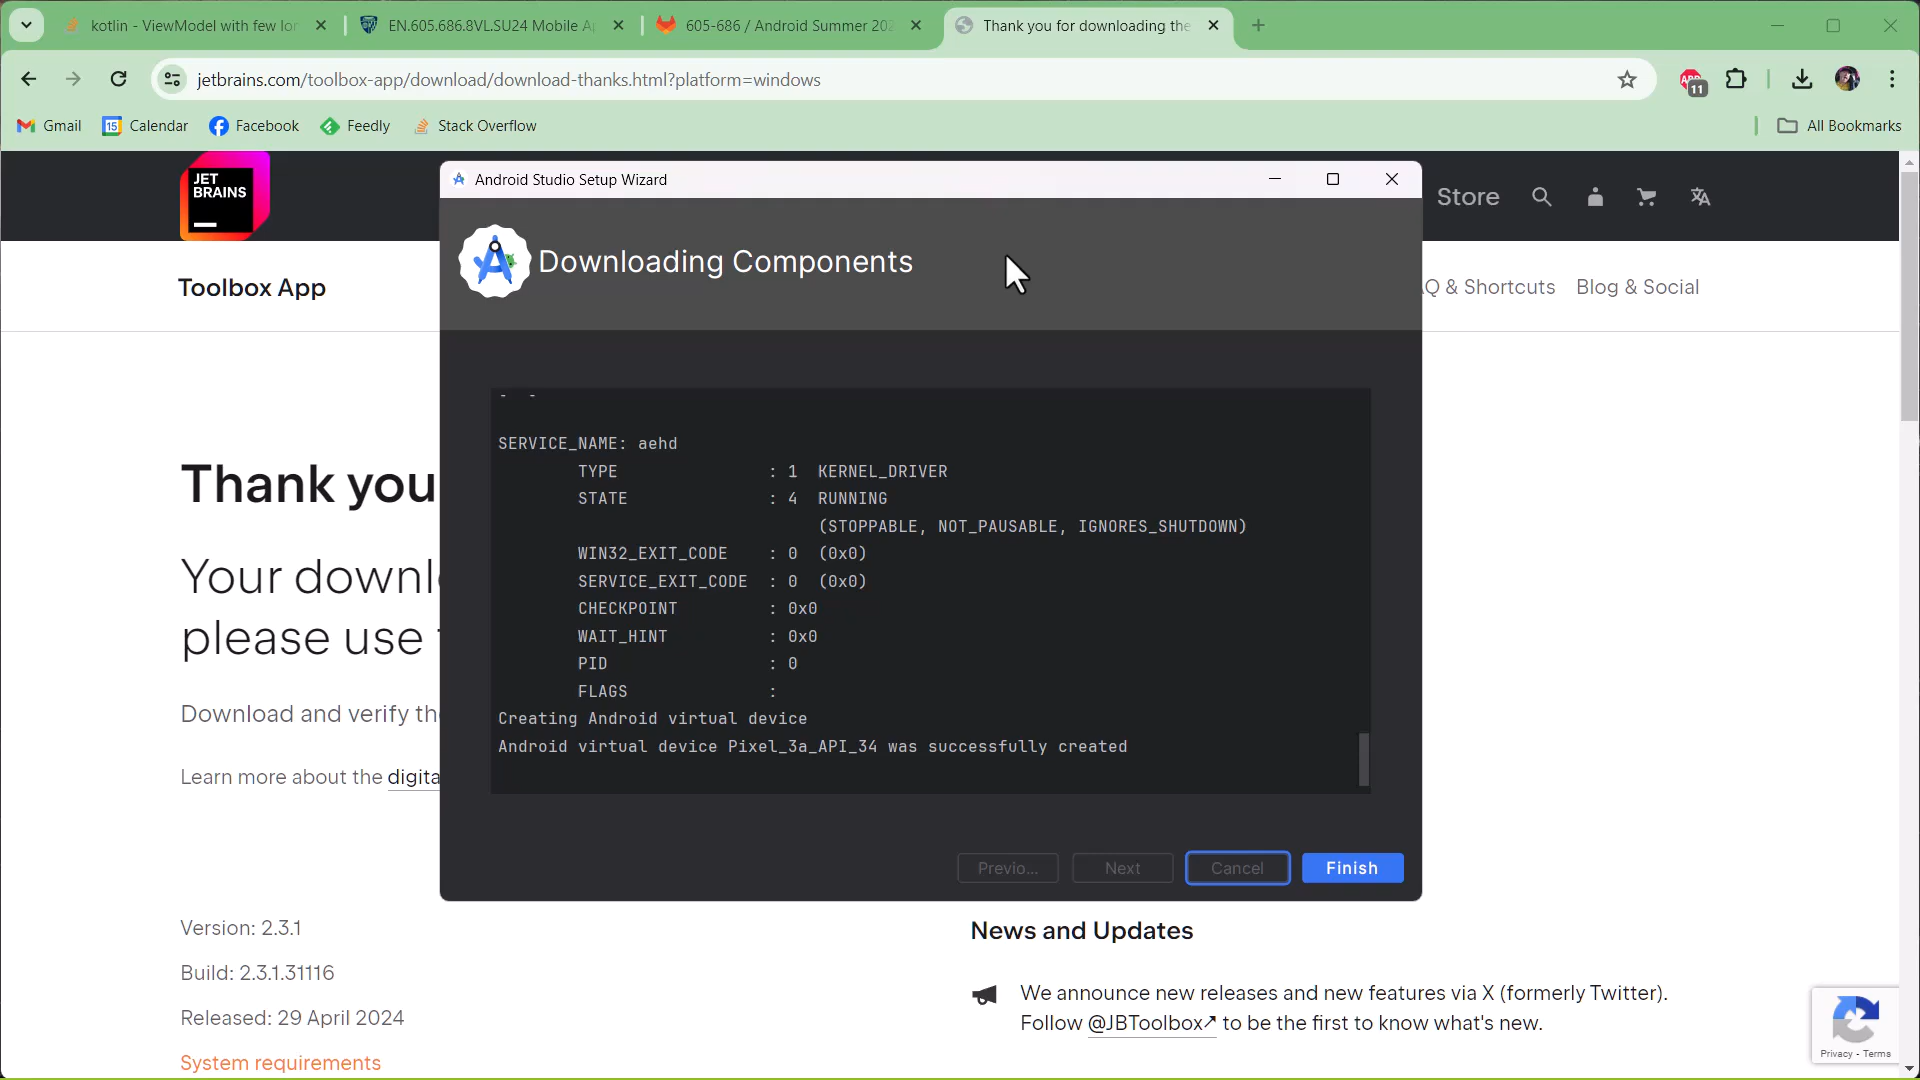 kotlin - ViewModel with few lon
EN.605.686.8VL.SU24 Mobile Ap
605-686 / Android Summer 202
Thank you for downloading the
jetbrains.com/toolbox-app/download/download-thanks.html?platform=windows
11
Gmail
15
Calendar
Facebook
Feedly
Stack Overflow
All Bookmarks
JET
BRAINS
Store
Toolbox App
AQ & Shortcuts
Blog & Social
Android Studio Setup Wizard
Downloading Components
SERVICE_NAME: aehd
TYPE : 1 KERNEL_DRIVER
STATE : 4 RUNNING
(STOPPABLE, NOT_PAUSABLE, IGNORES_SHUTDOWN)
WIN32_EXIT_CODE : 0 (0x0)
SERVICE_EXIT_CODE : 0 (0x0)
CHECKPOINT : 0x0
WAIT_HINT : 0x0
PID : 0
FLAGS :
Creating Android virtual device
Android virtual device Pixel_3a_API_34 was successfully created
Previo...
Next
Cancel
Finish
Thank you
Your downl
please use
Download and verify the
Learn more about the digita
Version: 2.3.1
Build: 2.3.1.31116
Released: 29 April 2024
System requirements
News and Updates
We announce new releases and new features via X (formerly Twitter).
Follow @JBToolbox↗ to be the first to know what's new.
Privacy - Terms